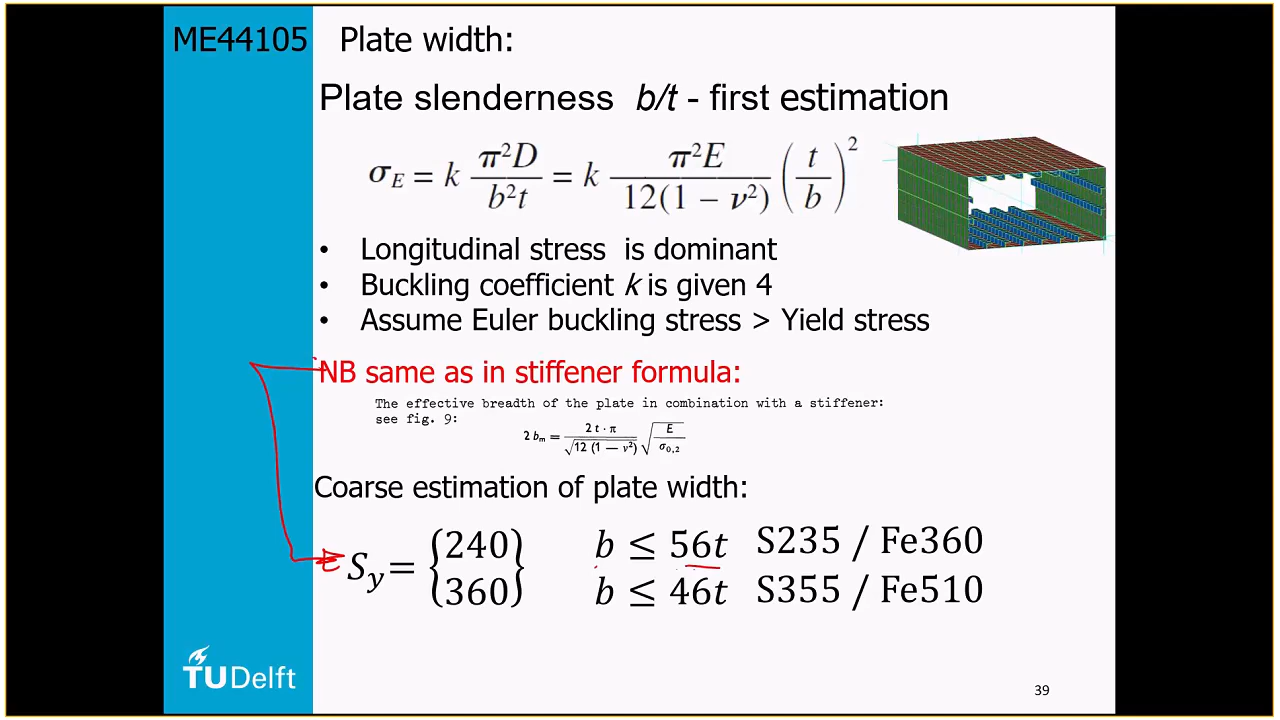 ME44105 Plate width:
Plate slenderness b/t - first estimation
σ_E = k π²D / b²t = k π²E / 12(1 − ν²) (t / b)²
• Longitudinal stress is dominant
• Buckling coefficient k is given 4
• Assume Euler buckling stress > Yield stress
NB same as in stiffener formula:
The effective breadth of the plate in combination with a stiffener:
see fig. 9:
2 b_m = 2 t · π / √12 (1 — ν²) √E / σ_0,2
Coarse estimation of plate width:
S_y = {240 b ≤ 56t S235 / Fe360
360} b ≤ 46t S355 / Fe510
TUDelft
39